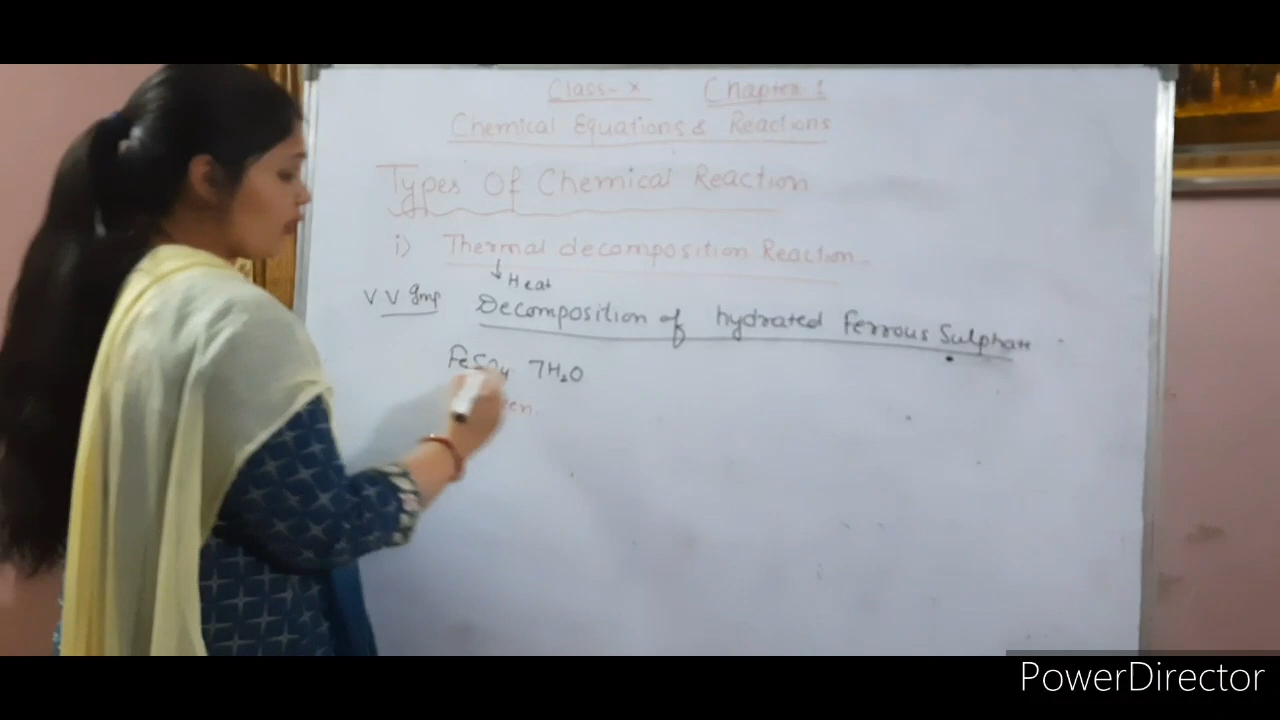 Class-X Chapter 1
Chemical Equations & Reactions
Types Of Chemical Reaction
i) Thermal decomposition Reaction
Heat
V V Imp Decomposition of hydrated ferrous Sulphate
FeSO4 7H2O
PowerDirector